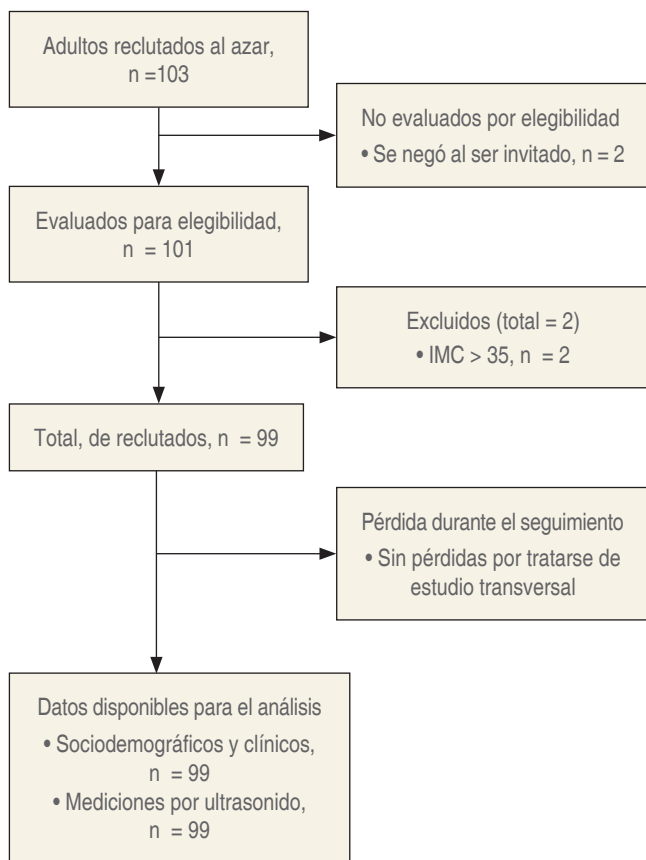 Adultos reclutados al azar,
n =103
No evaluados por elegibilidad
• Se negó al ser invitado, n = 2
Evaluados para elegibilidad,
n = 101
Excluidos (total = 2)
• IMC > 35, n = 2
Total, de reclutados, n = 99
Pérdida durante el seguimiento
• Sin pérdidas por tratarse de
estudio transversal
Datos disponibles para el análisis
• Sociodemográficos y clínicos,
n = 99
• Mediciones por ultrasonido,
n = 99